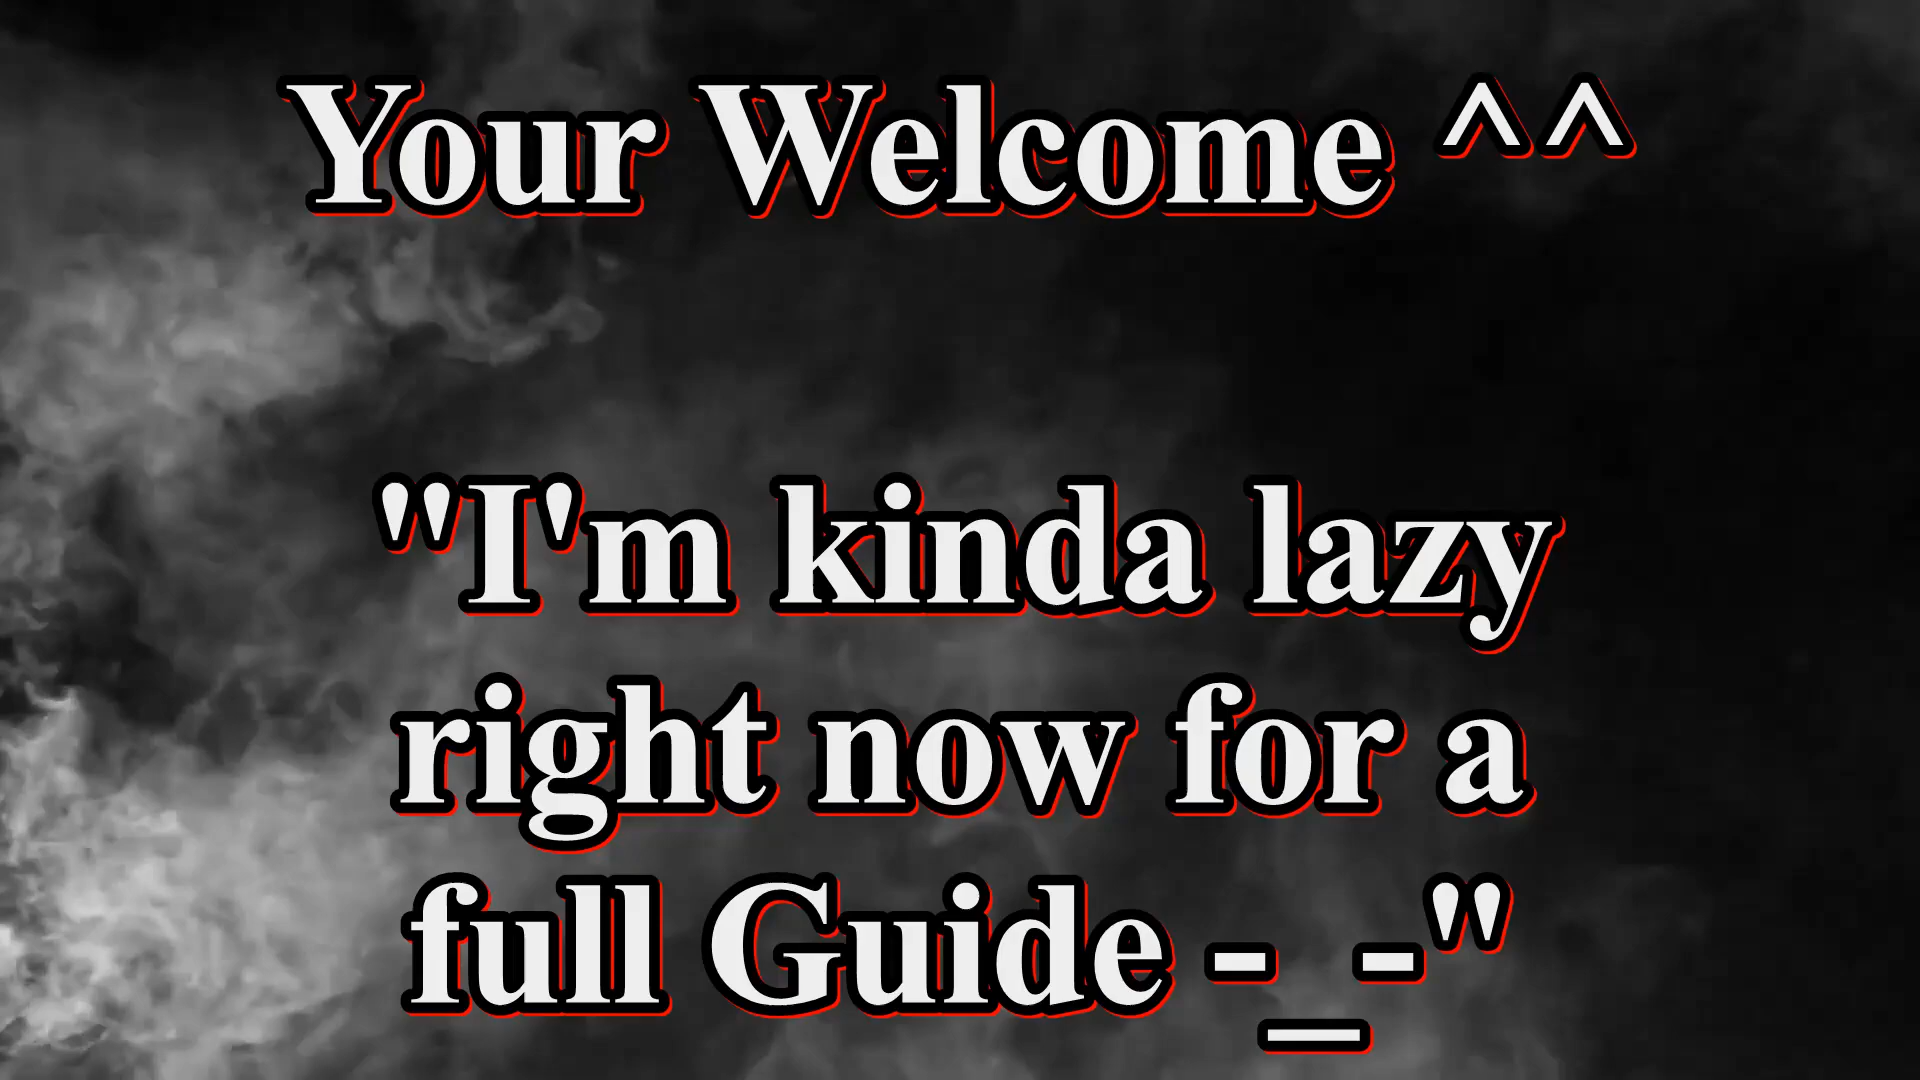 Your Welcome ^^
"I'm kinda lazy
right now for a
full Guide -_-"